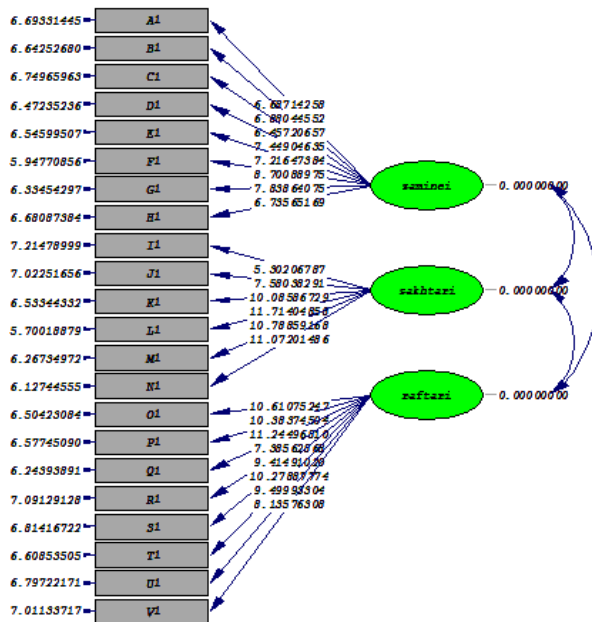 6.69331445 A1
6.64252680 B1
6.74965963 C1
6.47235236 D1
6.54599507 E1
5.94770856 F1
6.33454297 G1
6.68087384 H1
7.21478999 I1
7.02251656 J1
6.53344332 K1
5.70018879 L1
6.26734972 M1
6.12744555 N1
6.50423084 O1
6.57745090 P1
6.24393891 Q1
7.09129128 R1
6.81416722 S1
6.60853505 T1
6.79722171 U1
7.01133717 V1
6.68714258
6.88044552
6.45720657
7.44904635
7.21647384
8.70088975
7.83864075
6.73565169
5.30206787
7.58038291
10.08586729
11.71404858
10.78859268
11.07201486
10.61075247
10.38374504
11.24496810
7.38562868
9.41491020
10.27887774
9.49993304
8.13576308
saminei 0.00000000
sakhtari 0.00000000
raftari 0.00000000